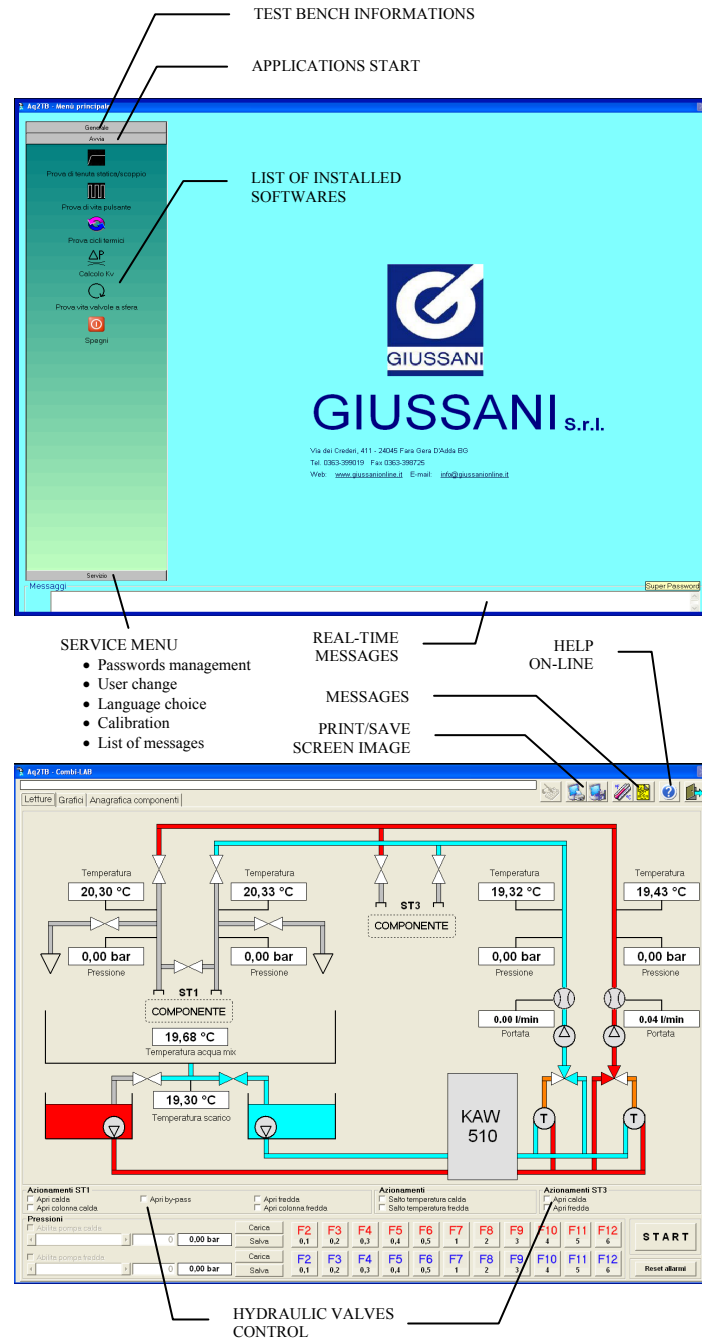 TEST BENCH INFORMATIONS
APPLICATIONS START
Aq2TB - Menù principale
Generale
Avvia
Prova di tenuta statica/scoppio
Prova di vita pulsante
Prova cicli termici
ΔP
Calcolo Kv
Prova vita valvole a sfera
Spegni
LIST OF INSTALLED
SOFTWARES
GIUSSANI
GIUSSANI S.r.l.
Via dei Crederi, 411 - 24045 Fara Gera D'Adda BG
Tel. 0363-399019 Fax 0363-398725
Web: www.giussanionline.it E-mail: info@giussanionline.it
Servizio
Messaggi
Super Password
SERVICE MENU
• Passwords management
• User change
• Language choice
• Calibration
• List of messages
REAL-TIME
MESSAGES
HELP
ON-LINE
MESSAGES
PRINT/SAVE
SCREEN IMAGE
Aq2TB - Combi-LAB
Letture Grafici Anagrafica componenti
Temperatura Temperatura Temperatura Temperatura
20,30 °C 20,33 °C 19,32 °C 19,43 °C
ST3
COMPONENTE
0,00 bar 0,00 bar 0,00 bar 0,00 bar
Pressione Pressione Pressione Pressione
ST1
COMPONENTE
0.00 l/min 0,04 l/min
Portata Portata
19,68 °C
Temperatura acqua mix
19,30 °C
Temperatura scarico
KAW
510
T T
Azionamenti ST1 Azionamenti Azionamenti ST3
Apri calda Apri by-pass Apri fredda Salto temperatura calda Apri calda
Apri colonna calda Apri colonna fredda Salto temperatura fredda Apri fredda
Pressioni
Abilita pompa calda
0 0,00 bar Carica Salva
F2 F3 F4 F5 F6 F7 F8 F9 F10 F11 F12
0,1 0,2 0,3 0,4 0,5 1 2 3 4 5 6
START
Abilita pompa fredda
0 0,00 bar Carica Salva
F2 F3 F4 F5 F6 F7 F8 F9 F10 F11 F12
0,1 0,2 0,3 0,4 0,5 1 2 3 4 5 6
Reset allarmi
HYDRAULIC VALVES
CONTROL